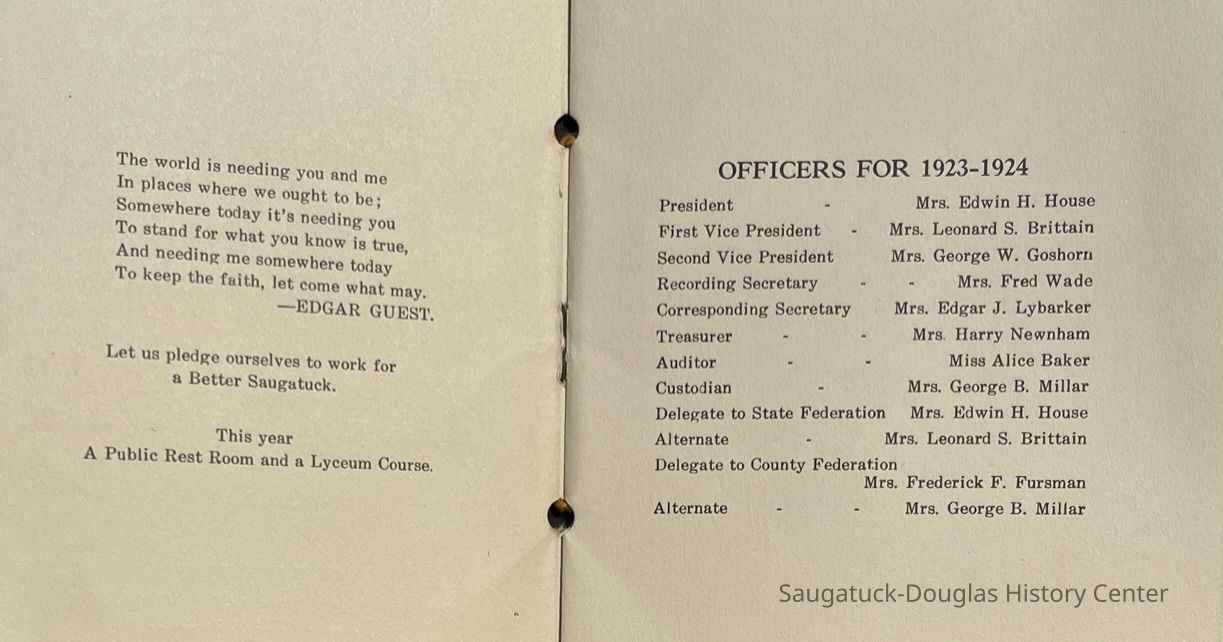 The world is needing you and me
In places where we ought to be;
Somewhere today it's needing you
To stand for what you know is true,
And needing me somewhere today
To keep the faith, let come what may.
—EDGAR GUEST.
Let us pledge ourselves to work for
a Better Saugatuck.
This year
A Public Rest Room and a Lyceum Course.
OFFICERS FOR 1923-1924
President - Mrs. Edwin H. House
First Vice President - Mrs. Leonard S. Brittain
Second Vice President Mrs. George W. Goshorn
Recording Secretary - - Mrs. Fred Wade
Corresponding Secretary Mrs. Edgar J. Lybarker
Treasurer - - Mrs. Harry Newnham
Auditor - - Miss Alice Baker
Custodian - Mrs. George B. Millar
Delegate to State Federation Mrs. Edwin H. House
Alternate - Mrs. Leonard S. Brittain
Delegate to County Federation
Mrs. Frederick F. Fursman
Alternate - - Mrs. George B. Millar
Saugatuck-Douglas History Center